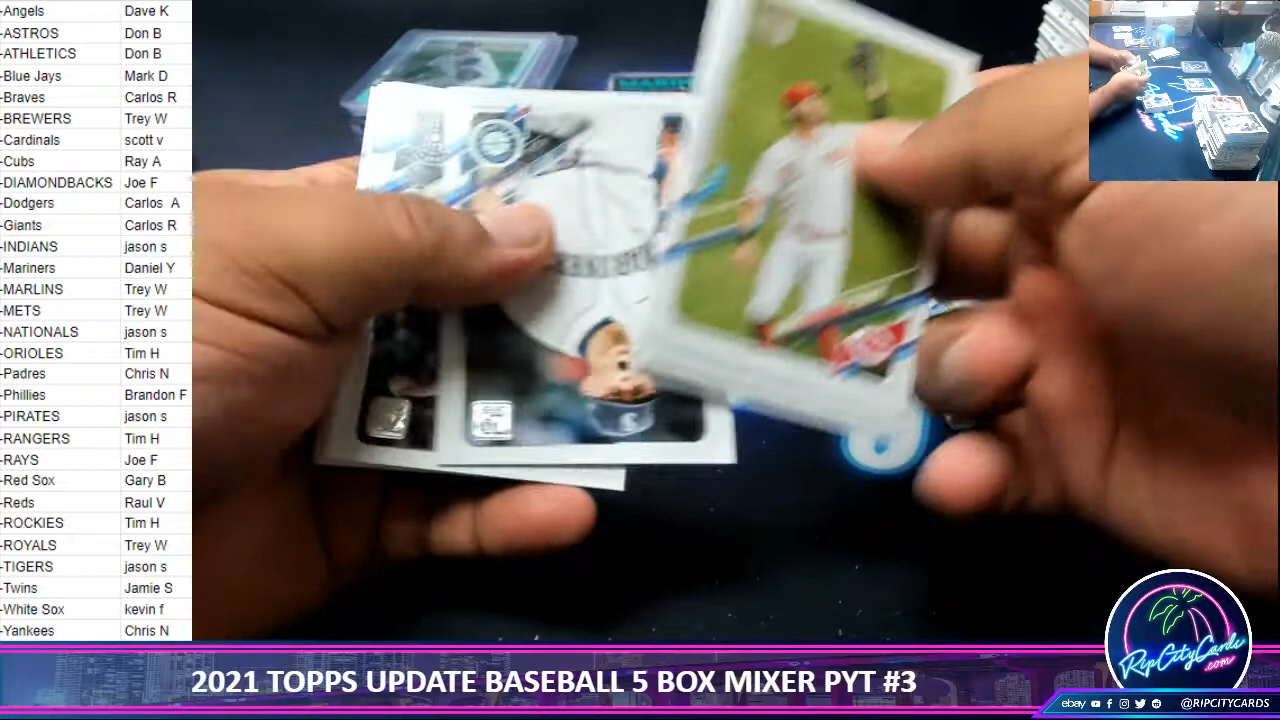 -Angels Dave K
-ASTROS Don B
-ATHLETICS Don B
-Blue Jays Mark D
-Braves Carlos R
-BREWERS Trey W
-Cardinals scott v
-Cubs Ray A
-DIAMONDBACKS Joe F
-Dodgers Carlos A
-Giants Carlos R
-INDIANS jason s
-Mariners Daniel Y
-MARLINS Trey W
-METS Trey W
-NATIONALS jason s
-ORIOLES Tim H
-Padres Chris N
-Phillies Brandon F
-PIRATES jason s
-RANGERS Tim H
-RAYS Joe F
-Red Sox Gary B
-Reds Raul V
-ROCKIES Tim H
-ROYALS Trey W
-TIGERS jason s
-Twins Jamie S
-White Sox kevin f
-Yankees Chris N
RipCityCards
.com
2021 TOPPS UPDATE BASEBALL 5 BOX MIXER PYT #3
ebay @RIPCITYCARDS